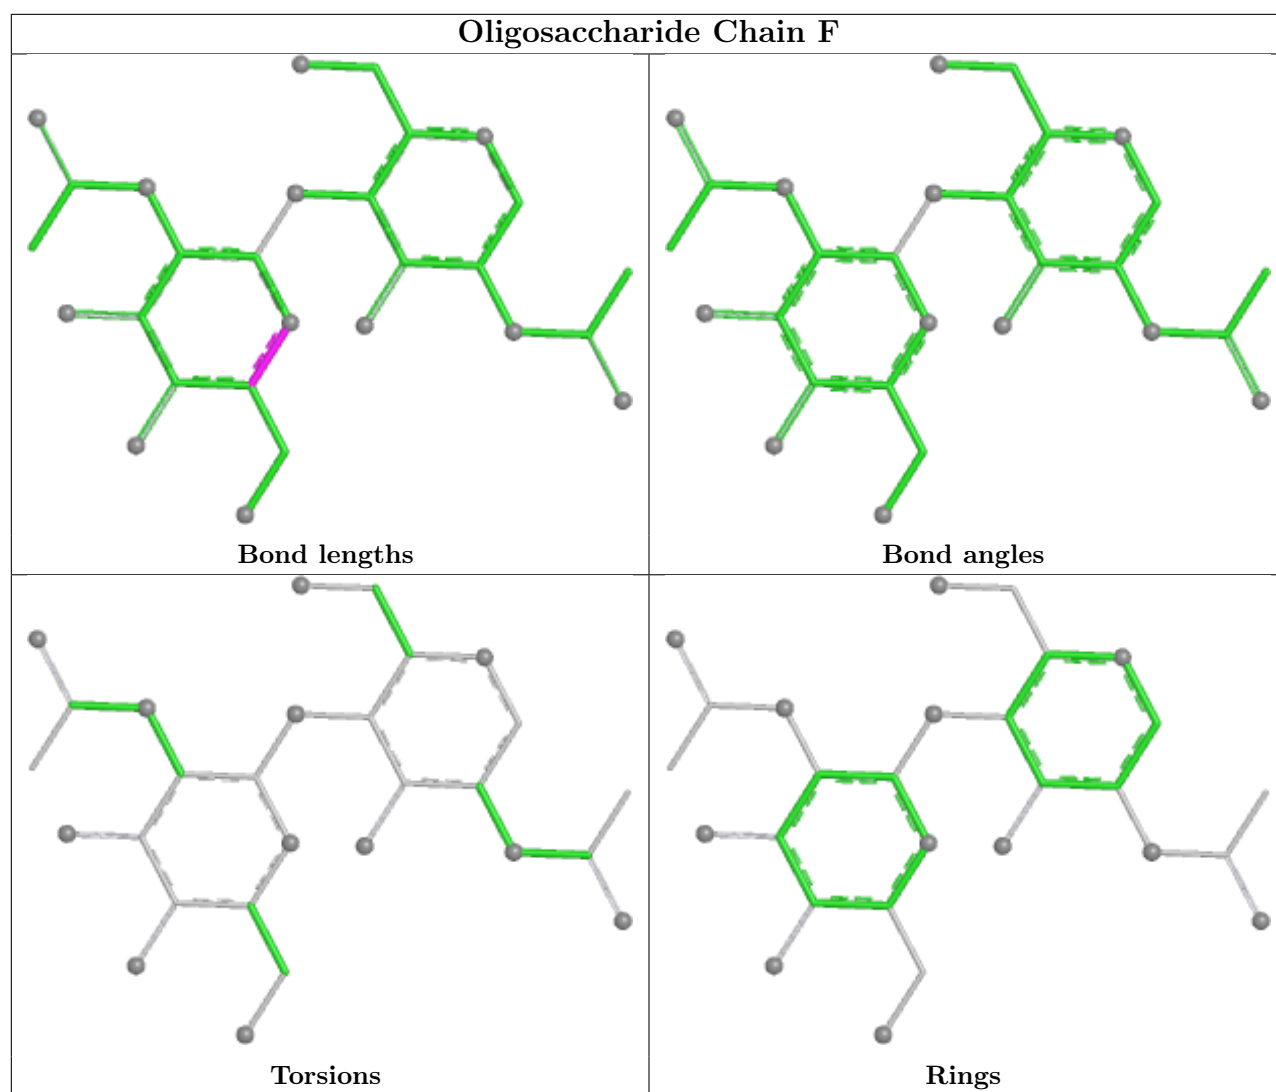 Oligosaccharide Chain F
Bond lengths
Bond angles
Torsions
Rings